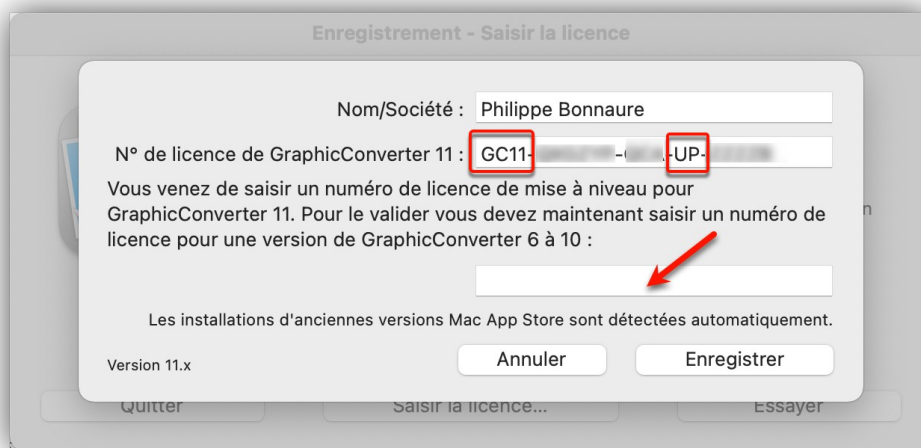 Enregistrement - Saisir la licence
Nom/Société : Philippe Bonnaure
N° de licence de GraphicConverter 11 : GC11- -UP-
Vous venez de saisir un numéro de licence de mise à niveau pour
GraphicConverter 11. Pour le valider vous devez maintenant saisir un numéro de
licence pour une version de GraphicConverter 6 à 10 :
Les installations d'anciennes versions Mac App Store sont détectées automatiquement.
Version 11.x
Annuler
Enregistrer
Quitter
Saisir la licence...
Essayer